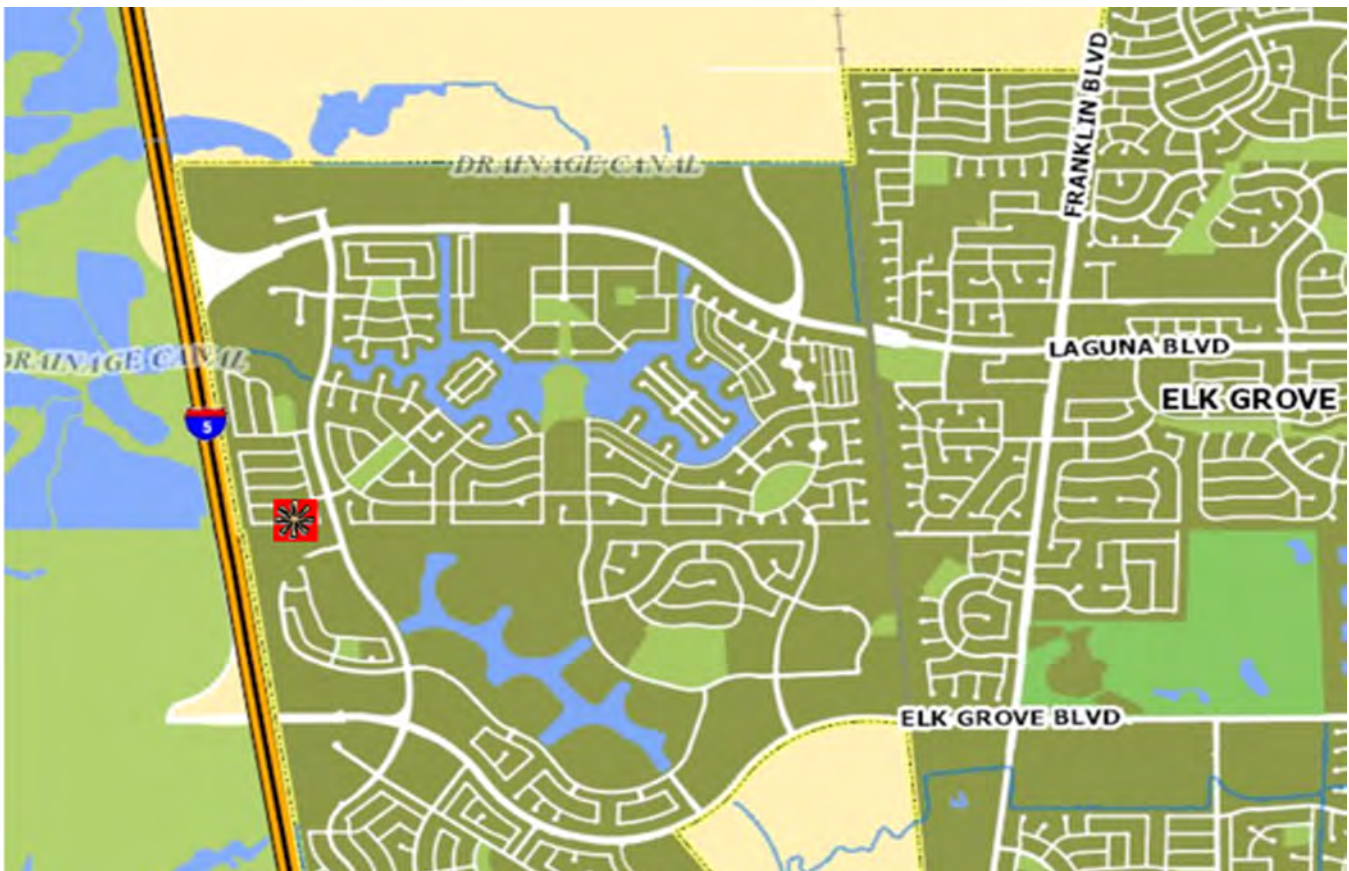 FRANKLIN BLVD
DRAINAGE CANAL
LAGUNA BLVD
DRAINAGE CANAL
ELK GROVE
5
ELK GROVE BLVD